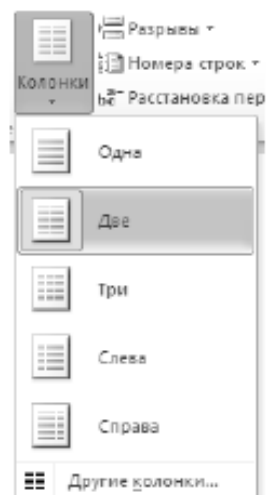 Разрывы
Номера строк
Колонки
Расстановка пер
Одна
Две
Три
Слева
Справа
Другие колонки...